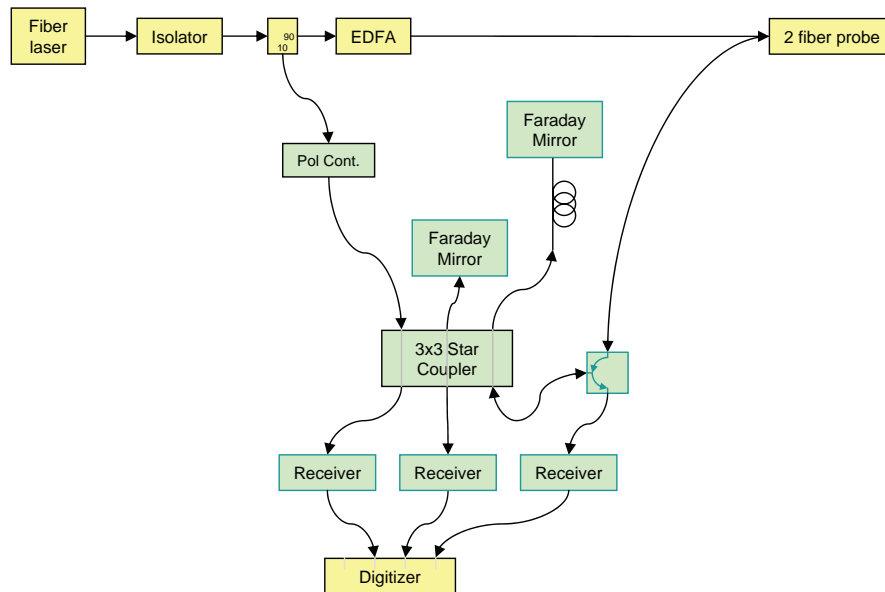 Fiber
laser
Isolator
90
10
EDFA
2 fiber probe
Faraday
Mirror
Pol Cont.
Faraday
Mirror
3x3 Star
Coupler
Receiver
Receiver
Receiver
Digitizer